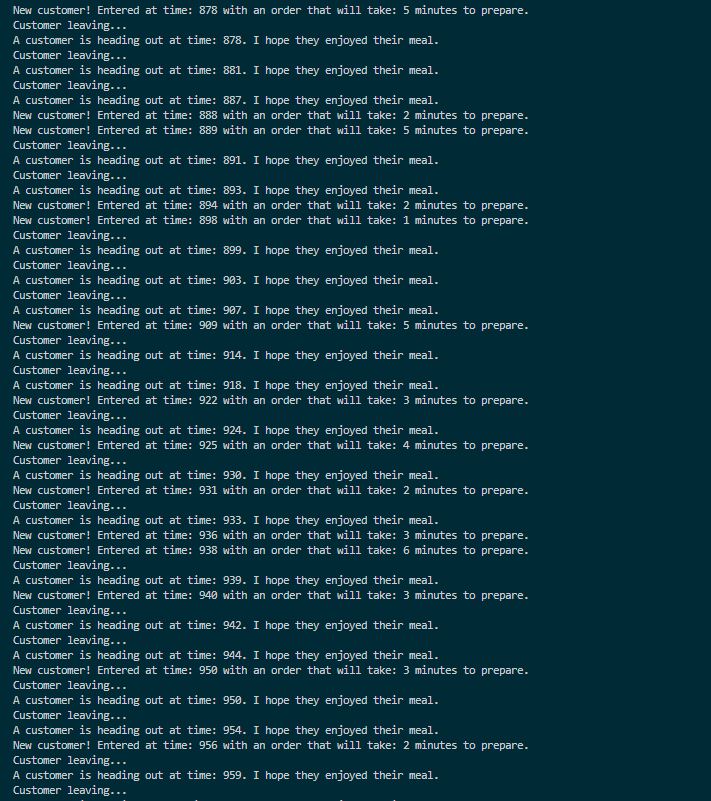 New customer! Entered at time: 878 with an order that will take: 5 minutes to prepare.
Customer leaving...
A customer is heading out at time: 878. I hope they enjoyed their meal.
Customer leaving...
A customer is heading out at time: 881. I hope they enjoyed their meal.
Customer leaving...
A customer is heading out at time: 887. I hope they enjoyed their meal.
New customer! Entered at time: 888 with an order that will take: 2 minutes to prepare.
New customer! Entered at time: 889 with an order that will take: 5 minutes to prepare.
Customer leaving...
A customer is heading out at time: 891. I hope they enjoyed their meal.
Customer leaving...
A customer is heading out at time: 893. I hope they enjoyed their meal.
New customer! Entered at time: 894 with an order that will take: 2 minutes to prepare.
New customer! Entered at time: 898 with an order that will take: 1 minutes to prepare.
Customer leaving...
A customer is heading out at time: 899. I hope they enjoyed their meal.
Customer leaving...
A customer is heading out at time: 903. I hope they enjoyed their meal.
Customer leaving...
A customer is heading out at time: 907. I hope they enjoyed their meal.
New customer! Entered at time: 909 with an order that will take: 5 minutes to prepare.
Customer leaving...
A customer is heading out at time: 914. I hope they enjoyed their meal.
Customer leaving...
A customer is heading out at time: 918. I hope they enjoyed their meal.
New customer! Entered at time: 922 with an order that will take: 3 minutes to prepare.
Customer leaving...
A customer is heading out at time: 924. I hope they enjoyed their meal.
New customer! Entered at time: 925 with an order that will take: 4 minutes to prepare.
Customer leaving...
A customer is heading out at time: 930. I hope they enjoyed their meal.
New customer! Entered at time: 931 with an order that will take: 2 minutes to prepare.
Customer leaving...
A customer is heading out at time: 933. I hope they enjoyed their meal.
New customer! Entered at time: 936 with an order that will take: 3 minutes to prepare.
New customer! Entered at time: 938 with an order that will take: 6 minutes to prepare.
Customer leaving...
A customer is heading out at time: 939. I hope they enjoyed their meal.
New customer! Entered at time: 940 with an order that will take: 3 minutes to prepare.
Customer leaving...
A customer is heading out at time: 942. I hope they enjoyed their meal.
Customer leaving...
A customer is heading out at time: 944. I hope they enjoyed their meal.
New customer! Entered at time: 950 with an order that will take: 3 minutes to prepare.
Customer leaving...
A customer is heading out at time: 950. I hope they enjoyed their meal.
Customer leaving...
A customer is heading out at time: 954. I hope they enjoyed their meal.
New customer! Entered at time: 956 with an order that will take: 2 minutes to prepare.
Customer leaving...
A customer is heading out at time: 959. I hope they enjoyed their meal.
Customer leaving...